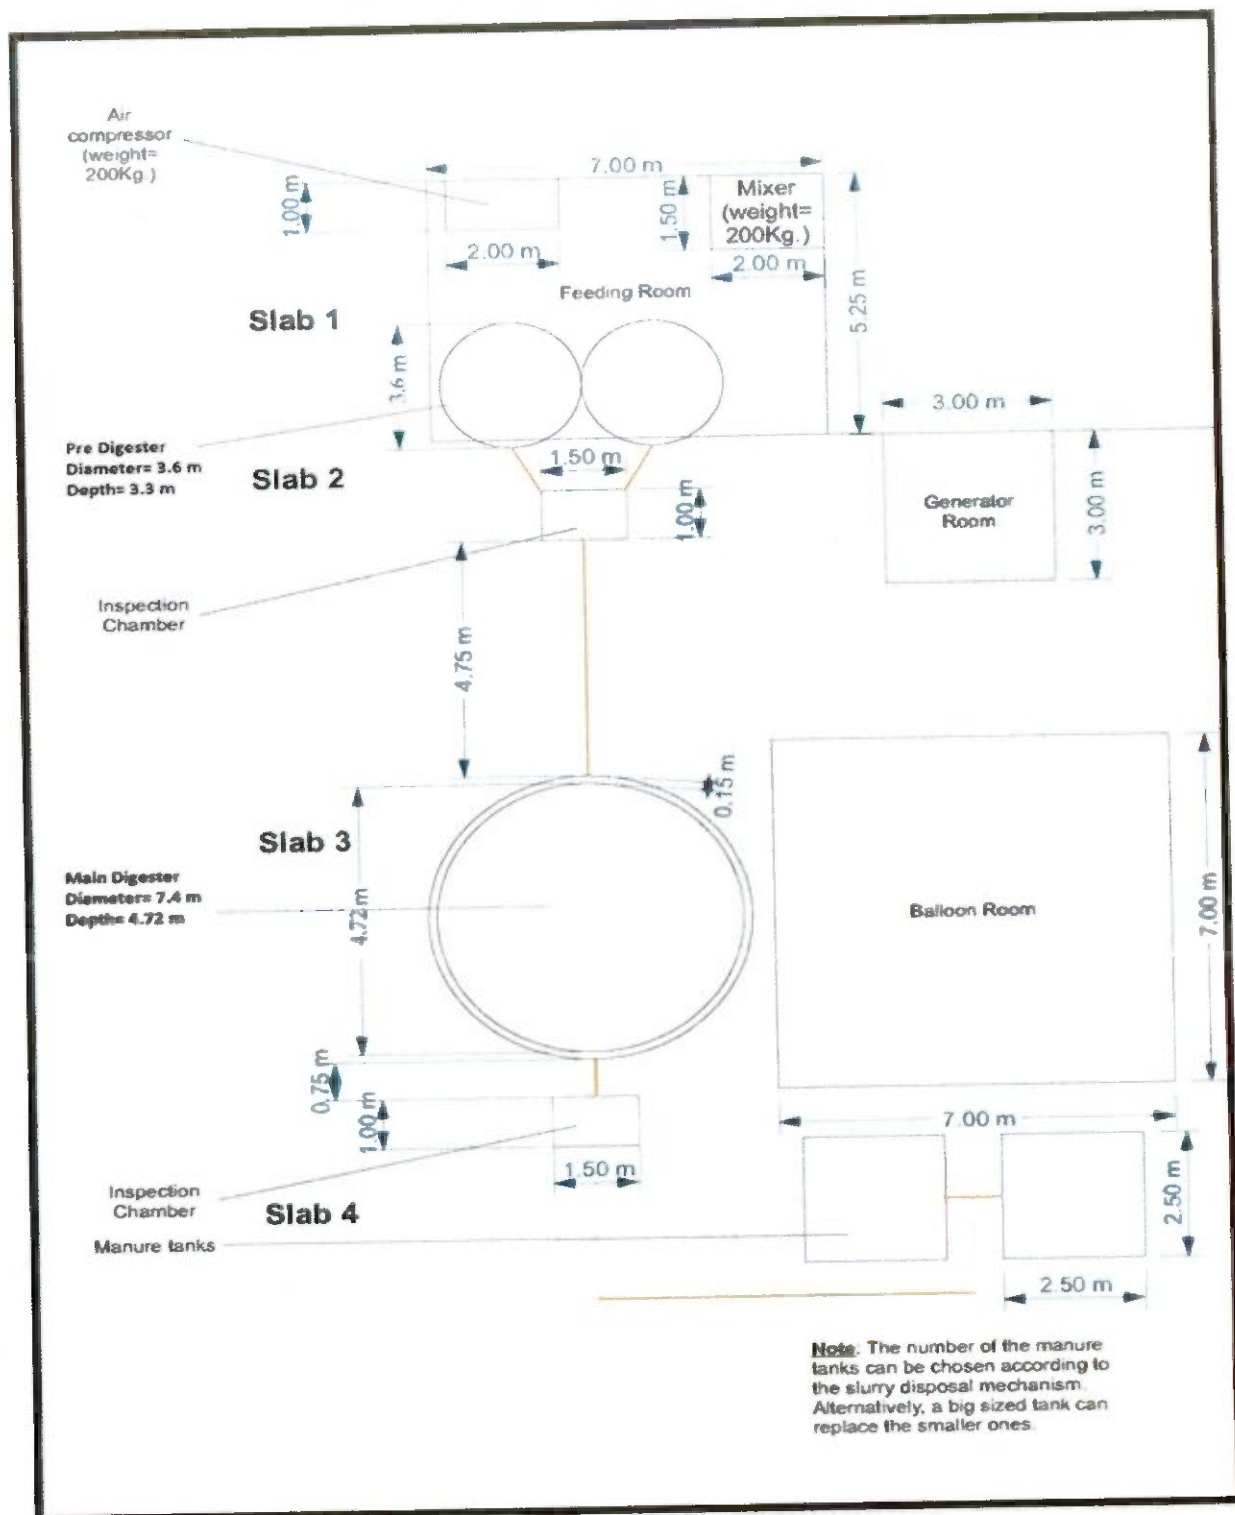 Air
compressor
(weight=
200Kg.)
7.00 m
1.00 m
2.00 m
1.50 m
Mixer
(weight=
200Kg.)
2.00 m
Feeding Room
5.25 m
Slab 1
3.6 m
3.00 m
Pre Digester
Diameter= 3.6 m
Depth= 3.3 m
Slab 2
1.50 m
1.00 m
Generator
Room
3.00 m
Inspection
Chamber
4.75 m
0.15 m
Slab 3
Main Digester
Diameter= 7.4 m
Depth= 4.72 m
4.72 m
Balloon Room
7.00 m
0.75 m
1.00 m
7.00 m
1.50 m
Inspection
Chamber
Slab 4
Manure tanks
2.50 m
2.50 m
Note: The number of the manure
tanks can be chosen according to
the slurry disposal mechanism.
Alternatively, a big sized tank can
replace the smaller ones.